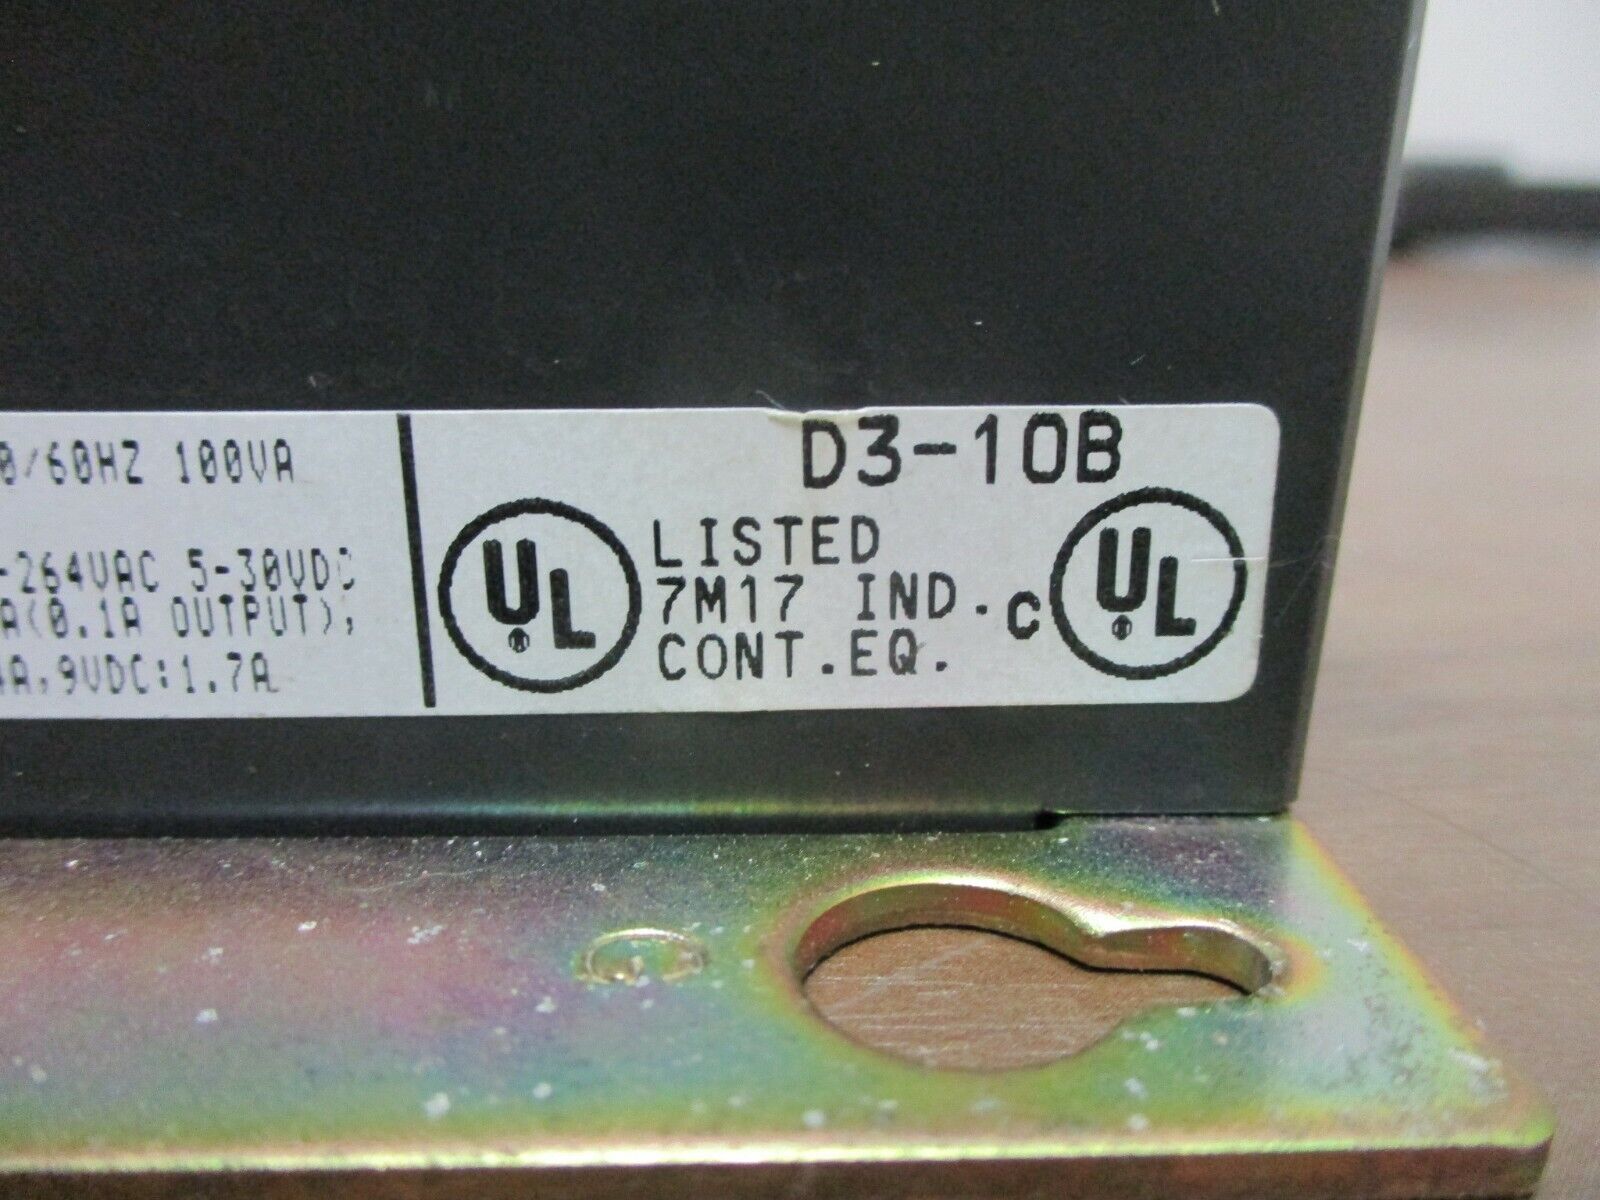 0/60HZ 100VA
-264VAC 5-30VDC
A(0.1A OUTPUT),
A,9VDC:1.7A
D3-10B
UL
®
LISTED
7M17 IND.
CONT.EQ.
C UL
®